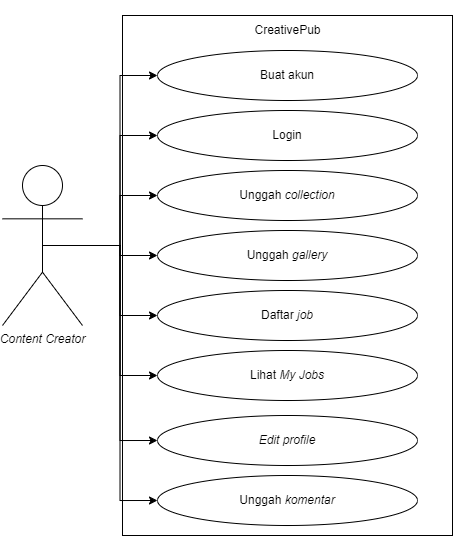 CreativePub
Buat akun
Login
Unggah collection
Unggah gallery
Daftar job
Content Creator
Lihat My Jobs
Edit profile
Unggah komentar